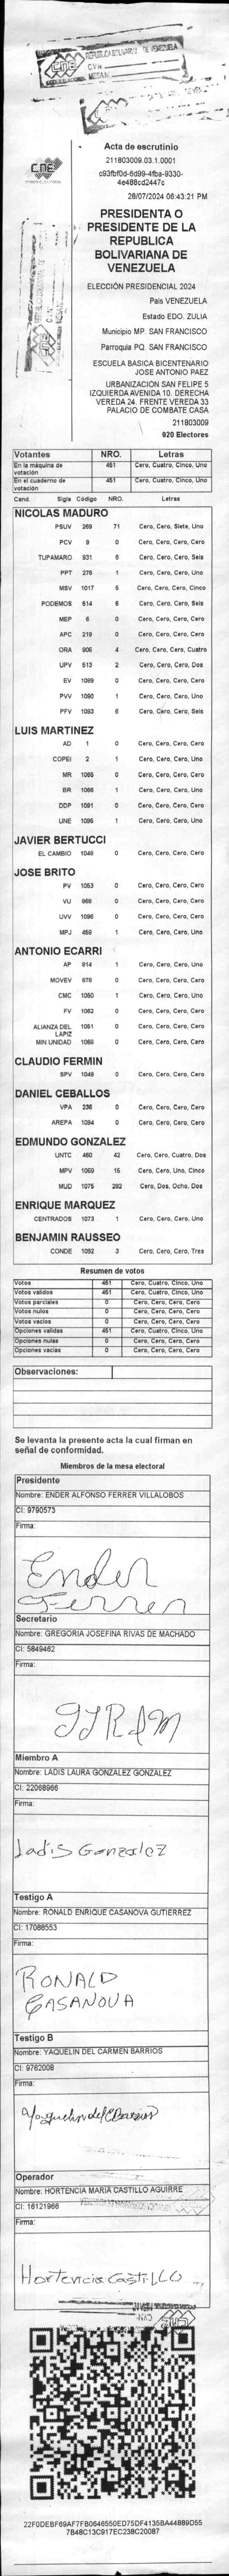 REPÚBLICA BOLIVARIANA DE VENEZUELA
CNE
Acta de escrutinio
CNE
211803009.03.1.0001
c93fbf0d-6d99-4fba-9330-
4e488cd2447c
28/07/2024 06:43:21 PM
PRESIDENTA O
PRESIDENTE DE LA
REPUBLICA
BOLIVARIANA DE
VENEZUELA
ELECCIÓN PRESIDENCIAL 2024
País VENEZUELA
Estado EDO. ZULIA
Municipio MP. SAN FRANCISCO
Parroquia PQ. SAN FRANCISCO
ESCUELA BASICA BICENTENARIO
JOSE ANTONIO PAEZ
URBANIZACIÓN SAN FELIPE 5
IZQUIERDA AVENIDA 10. DERECHA
VEREDA 24. FRENTE VEREDA 33
PALACIO DE COMBATE CASA
211803009
920 Electores
Votantes NRO. Letras
En la máquina de votación 451 Cero, Cuatro, Cinco, Uno
En el cuaderno de votación 451 Cero, Cuatro, Cinco, Uno
Cand. Sigla Código NRO. Letras
NICOLAS MADURO
PSUV 269 71 Cero, Cero, Siete, Uno
PCV 9 0 Cero, Cero, Cero, Cero
TUPAMARO 931 6 Cero, Cero, Cero, Seis
PPT 276 1 Cero, Cero, Cero, Uno
MSV 1017 5 Cero, Cero, Cero, Cinco
PODEMOS 514 6 Cero, Cero, Cero, Seis
MEP 6 0 Cero, Cero, Cero, Cero
APC 219 0 Cero, Cero, Cero, Cero
ORA 906 4 Cero, Cero, Cero, Cuatro
UPV 513 2 Cero, Cero, Cero, Dos
EV 1089 0 Cero, Cero, Cero, Cero
PVV 1090 1 Cero, Cero, Cero, Uno
PFV 1093 6 Cero, Cero, Cero, Seis
LUIS MARTINEZ
AD 1 0 Cero, Cero, Cero, Cero
COPEI 2 1 Cero, Cero, Cero, Uno
MR 1065 0 Cero, Cero, Cero, Cero
BR 1066 1 Cero, Cero, Cero, Uno
DDP 1091 0 Cero, Cero, Cero, Cero
UNE 1095 1 Cero, Cero, Cero, Uno
JAVIER BERTUCCI
EL CAMBIO 1048 0 Cero, Cero, Cero, Cero
JOSE BRITO
PV 1053 0 Cero, Cero, Cero, Cero
VU 868 0 Cero, Cero, Cero, Cero
UVV 1096 0 Cero, Cero, Cero, Cero
MPJ 458 1 Cero, Cero, Cero, Uno
ANTONIO ECARRI
AP 814 1 Cero, Cero, Cero, Uno
MOVEV 978 0 Cero, Cero, Cero, Cero
CMC 1050 1 Cero, Cero, Cero, Uno
FV 1062 0 Cero, Cero, Cero, Cero
ALIANZA DEL LAPIZ 1051 0 Cero, Cero, Cero, Cero
MIN UNIDAD 1068 0 Cero, Cero, Cero, Cero
CLAUDIO FERMIN
SPV 1049 0 Cero, Cero, Cero, Cero
DANIEL CEBALLOS
VPA 236 0 Cero, Cero, Cero, Cero
AREPA 1094 0 Cero, Cero, Cero, Cero
EDMUNDO GONZALEZ
UNTC 460 42 Cero, Cero, Cuatro, Dos
MPV 1069 15 Cero, Cero, Uno, Cinco
MUD 1075 282 Cero, Dos, Ocho, Dos
ENRIQUE MARQUEZ
CENTRADOS 1073 1 Cero, Cero, Cero, Uno
BENJAMIN RAUSSEO
CONDE 1092 3 Cero, Cero, Cero, Tres
Resumen de votos
Votos 451 Cero, Cuatro, Cinco, Uno
Votos válidos 451 Cero, Cuatro, Cinco, Uno
Votos parciales 0 Cero, Cero, Cero, Cero
Votos nulos 0 Cero, Cero, Cero, Cero
Votos vacíos 0 Cero, Cero, Cero, Cero
Opciones validas 451 Cero, Cuatro, Cinco, Uno
Opciones nulas 0 Cero, Cero, Cero, Cero
Opciones vacías 0 Cero, Cero, Cero, Cero
Observaciones:
Se levanta la presente acta la cual firman en
señal de conformidad.
Miembros de la mesa electoral
Presidente
Nombre: ENDER ALFONSO FERRER VILLALOBOS
CI: 9790573
Firma:
Ender
Ferrer
Secretario
Nombre: GREGORIA JOSEFINA RIVAS DE MACHADO
CI: 5849462
Firma:
Miembro A
Nombre: LADIS LAURA GONZALEZ GONZALEZ
CI: 22068966
Firma:
Ladis Gonzalez
Testigo A
Nombre: RONALD ENRIQUE CASANOVA GUTIERREZ
CI: 17088553
Firma:
RONALD
CASANOVA
Testigo B
Nombre: YAQUELIN DEL CARMEN BARRIOS
CI: 9762008
Firma:
Yaquelin del C Barrios
Operador
Nombre: HORTENCIA MARIA CASTILLO AGUIRRE
CI: 16121966
Firma:
Hortencia Castillo
22F0DEBF69AF7FB0646550ED75DF4135BA44689D55
7B48C13C917EC238C20087